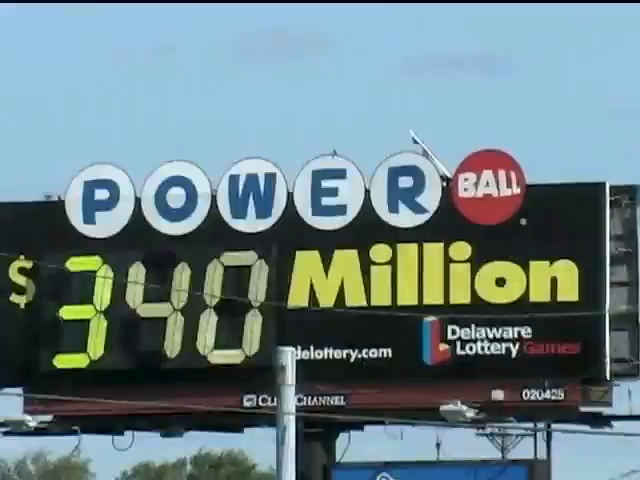 POWER BALL
$340 Million
delottery.com
Delaware
Lottery Games
CLEAR CHANNEL
020425